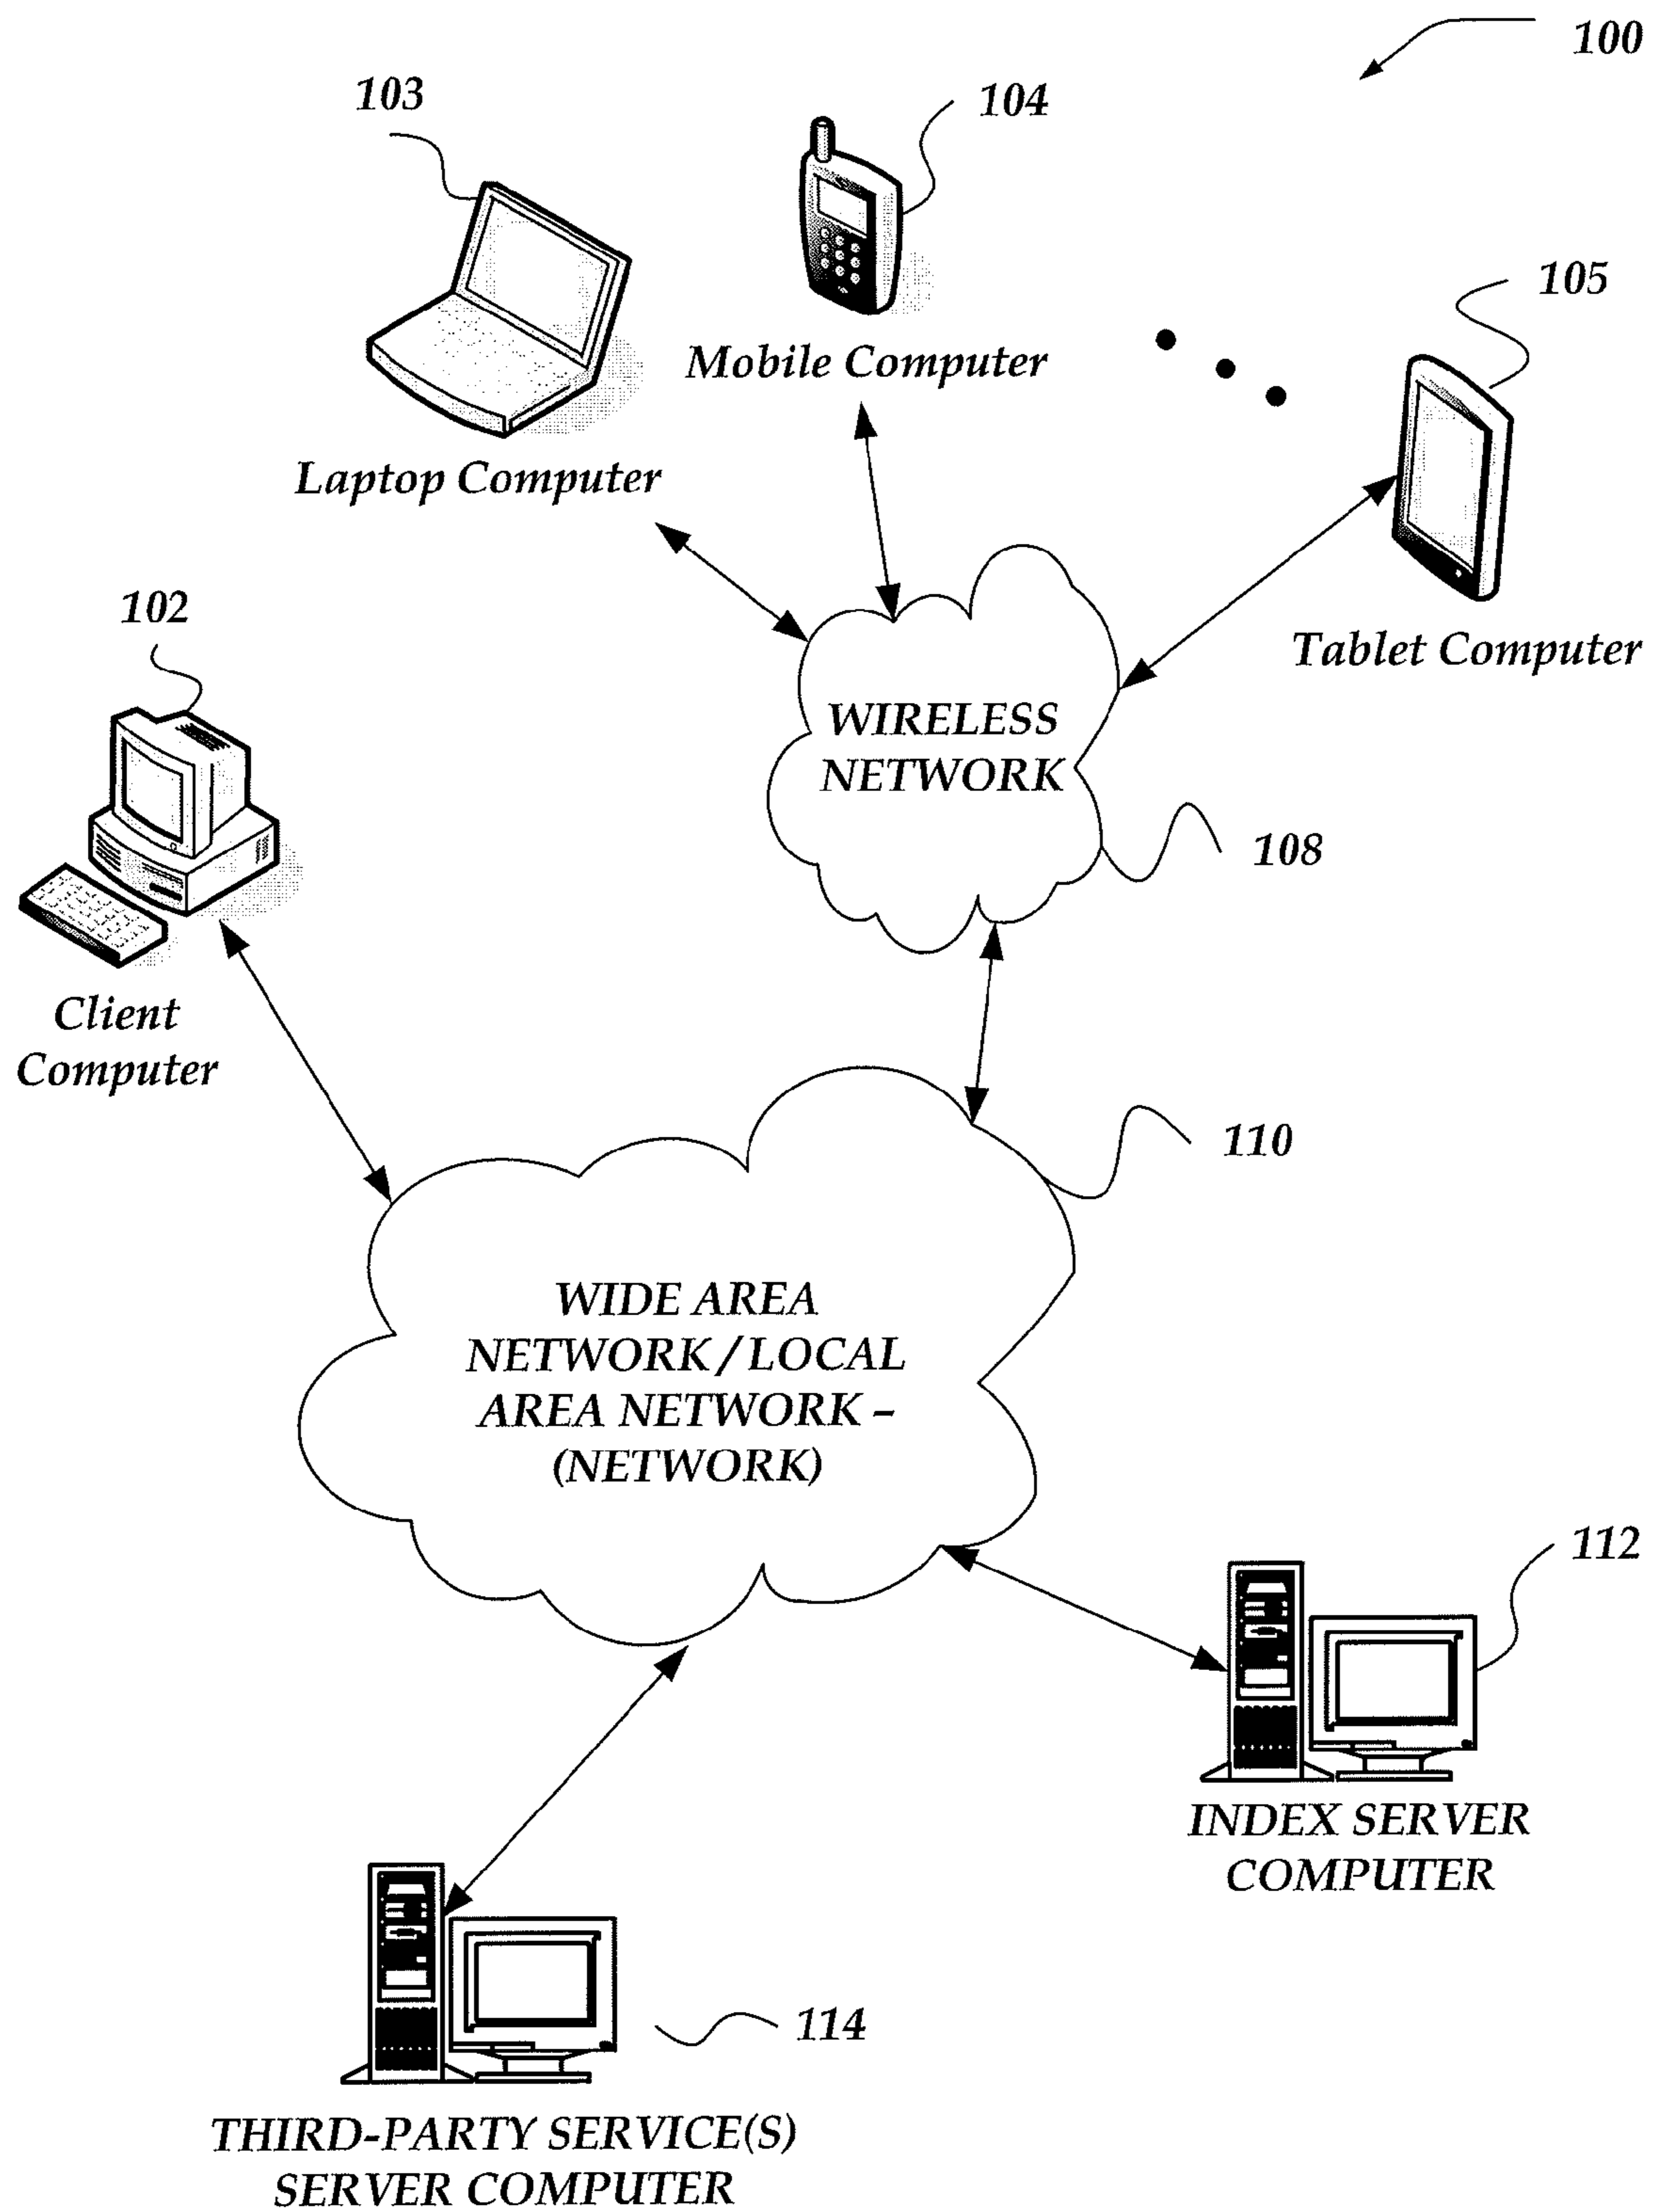 100
103
104
105
Mobile Computer
Laptop Computer
102
Tablet Computer
WIRELESS
NETWORK
108
Client
Computer
110
WIDE AREA
NETWORK/LOCAL
AREA NETWORK –
(NETWORK)
112
INDEX SERVER
COMPUTER
114
THIRD-PARTY SERVICE(S)
SERVER COMPUTER